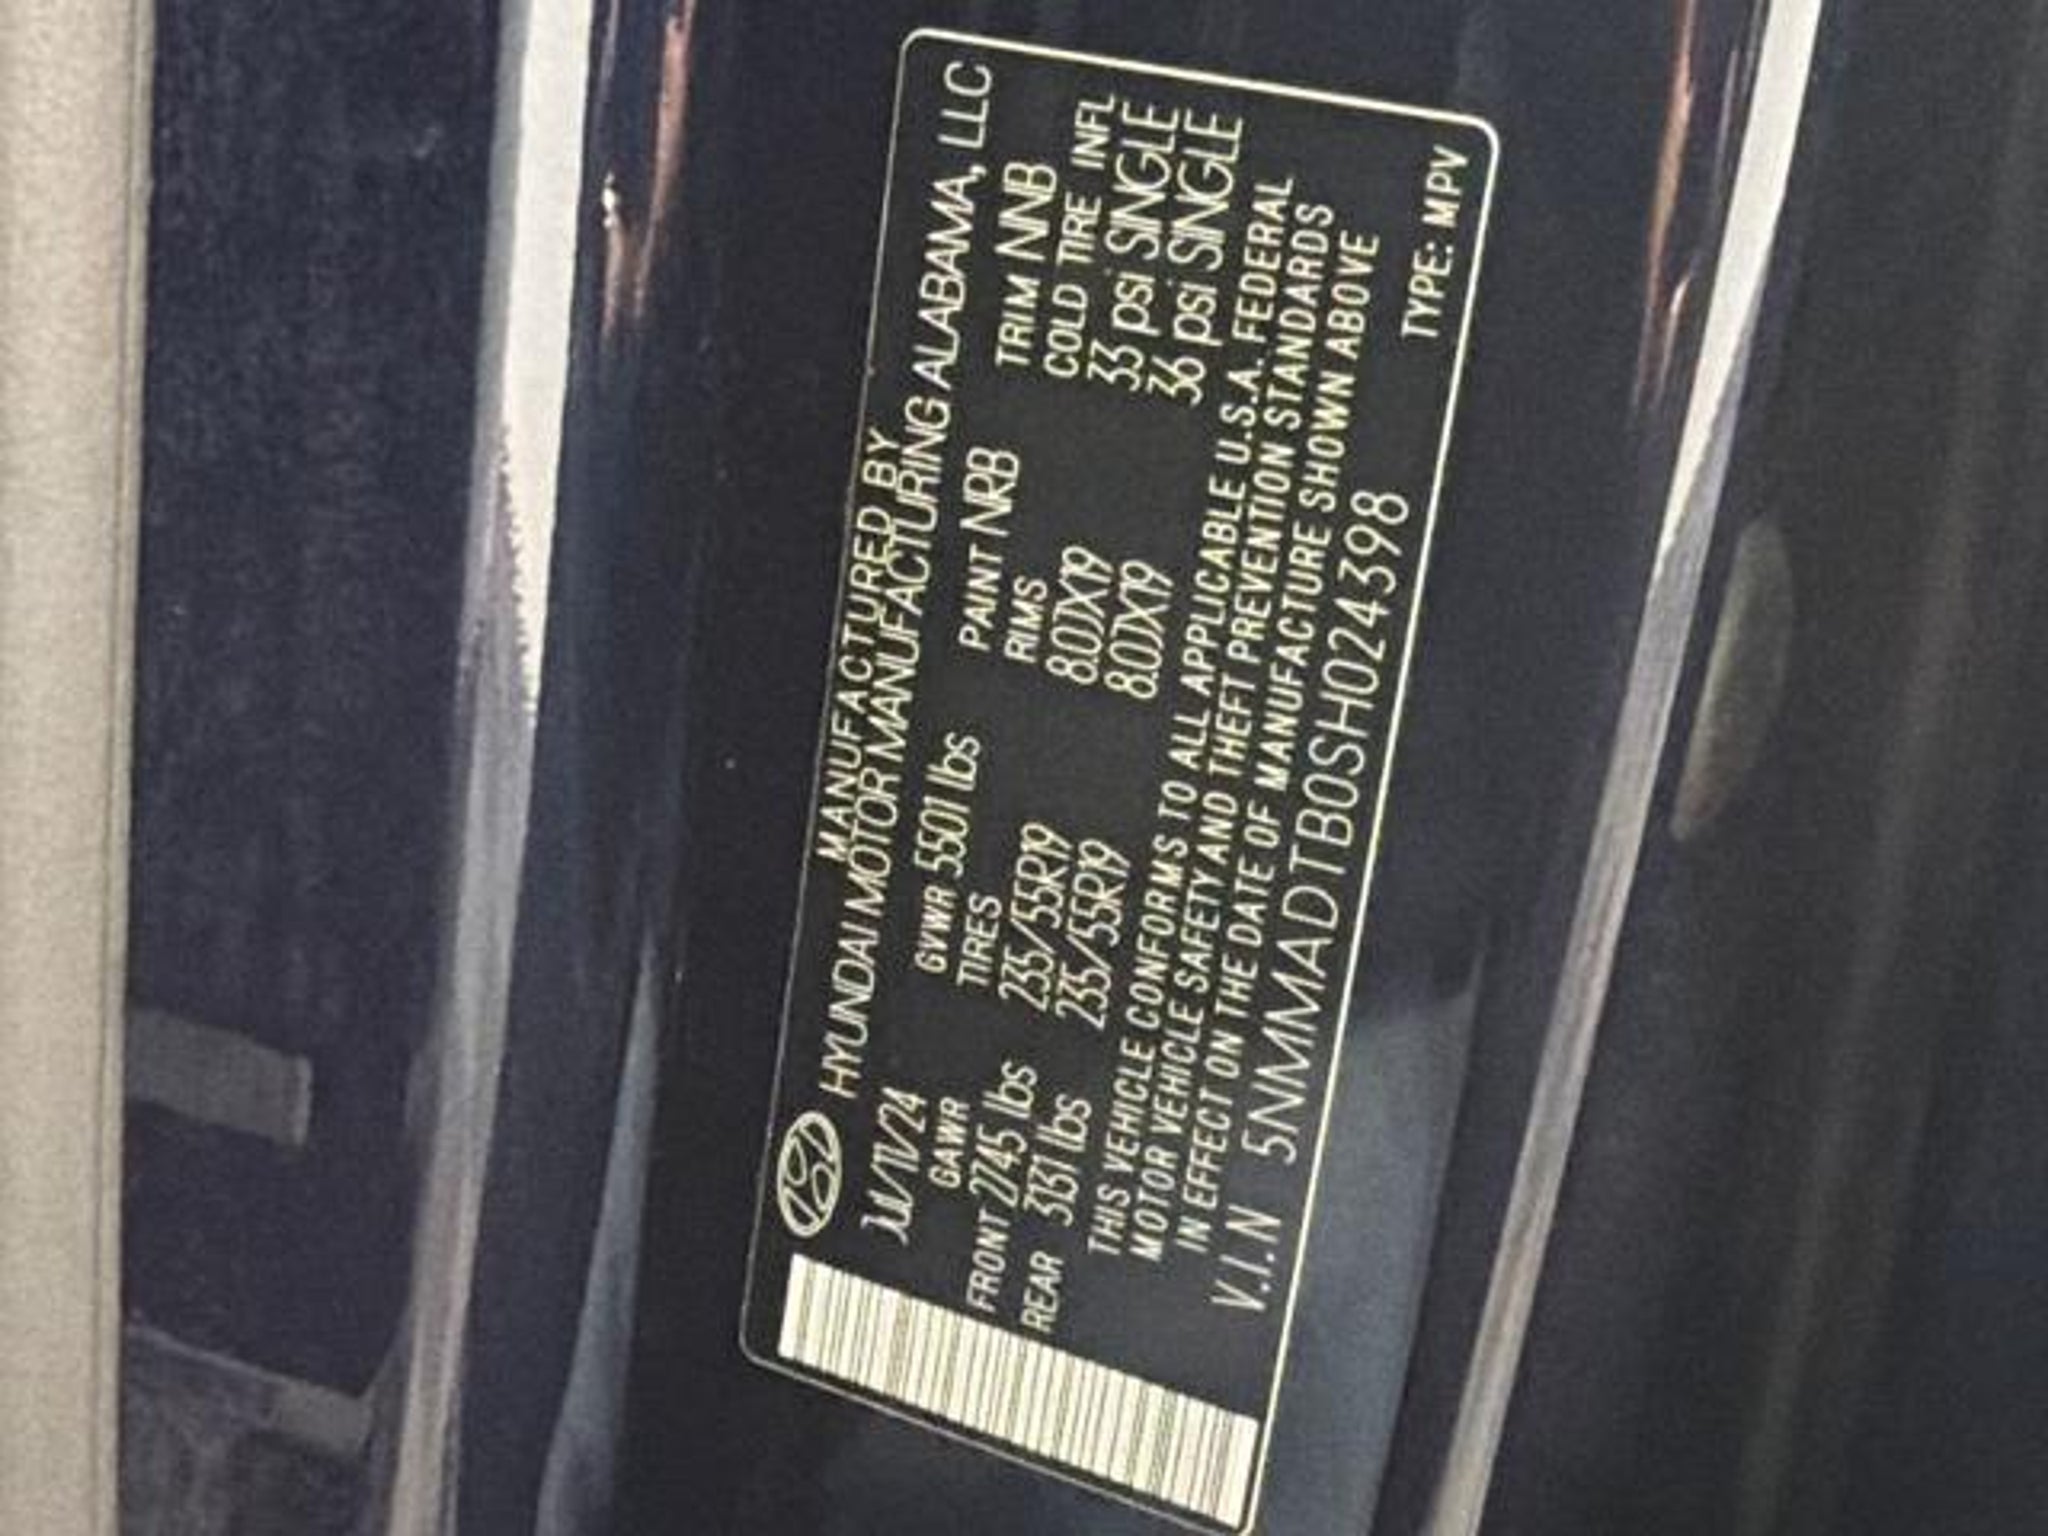 MANUFACTURED BY
HYUNDAI MOTOR MANUFACTURING ALABAMA, LLC
GVWR 5501 lbs PAINT NRB TRIM NNB
GAWR TIRES RIMS COLD TIRE INFL
FRONT 2745 lbs 235/55R19 8.0JX19 33 psi SINGLE
REAR 3131 lbs 235/55R19 8.0JX19 36 psi SINGLE
THIS VEHICLE CONFORMS TO ALL APPLICABLE U.S.A. FEDERAL
MOTOR VEHICLE SAFETY AND THEFT PREVENTION STANDARDS
IN EFFECT ON THE DATE OF MANUFACTURE SHOWN ABOVE
V.I.N 5NMMADTB0SH024398 TYPE: MPV